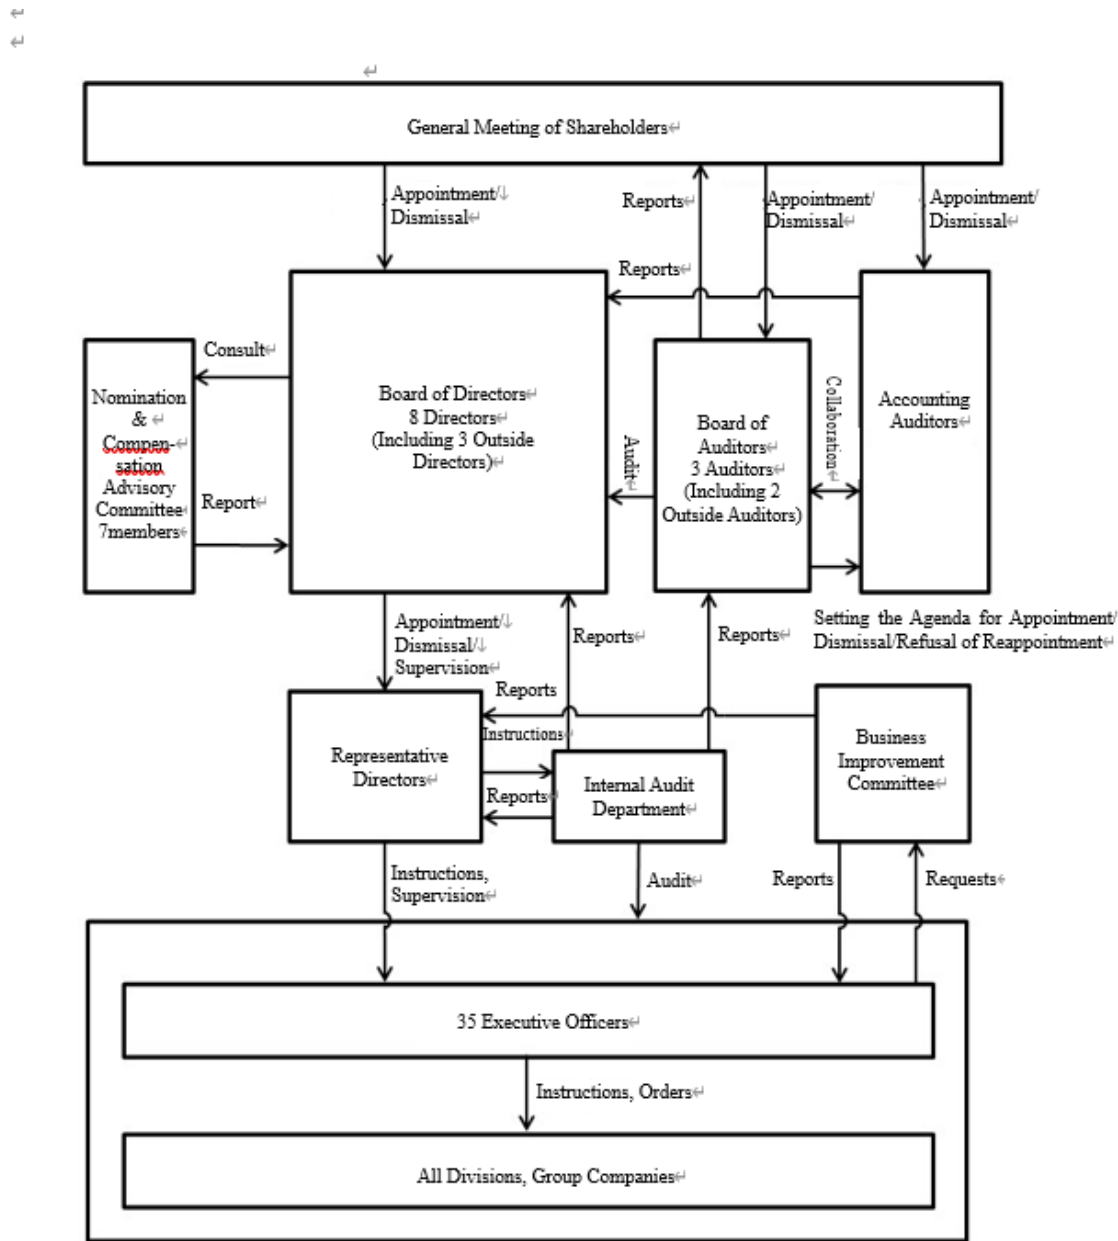 General Meeting of Shareholders
Appointment/
Dismissal
Reports
Appointment/
Dismissal
Appointment/
Dismissal
Reports
Consult
Nomination
&
Compen-
sation
Advisory
Committee
7members
Report
Board of Directors
8 Directors
(Including 3 Outside
Directors)
Audit
Board of
Auditors
3 Auditors
(Including 2
Outside Auditors)
Collaboration
Accounting
Auditors
Setting the Agenda for Appointment/
Dismissal/Refusal of Reappointment
Appointment/
Dismissal/
Supervision
Reports
Reports
Reports
Instructions
Reports
Representative
Directors
Internal Audit
Department
Business
Improvement
Committee
Instructions,
Supervision
Audit
Reports
Requests
35 Executive Officers
Instructions, Orders
All Divisions, Group Companies